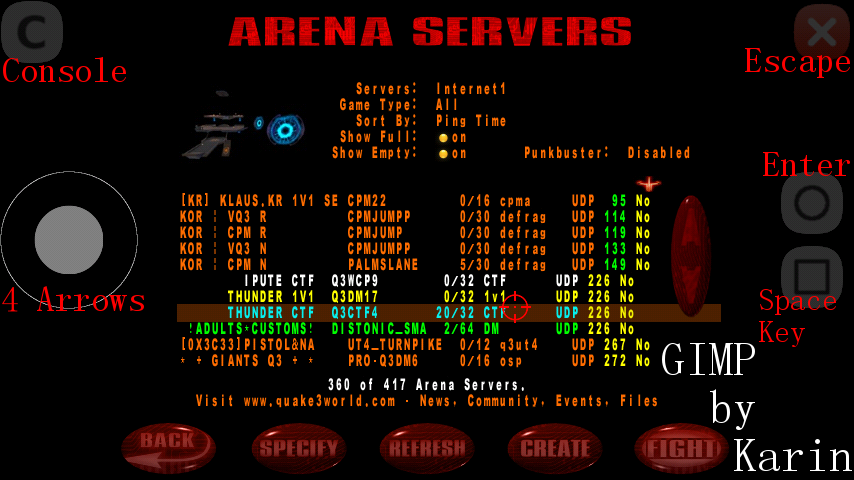 C
ARENA SERVERS
Console
Escape
Servers: Internet1
Game Type: All
Sort By: Ping Time
Show Full: on
Show Empty: on
Punkbuster: Disabled
Enter
[KR] KLAUS,KR 1V1 SE CPM22 0/16 cpma UDP 95 No
KOR ¦ VQ3 R CPMJUMPP 0/30 defrag UDP 114 No
KOR ¦ CPM R CPMJUMP 0/30 defrag UDP 119 No
KOR ¦ VQ3 N CPMJUMPP 0/30 defrag UDP 133 No
KOR ¦ CPM N PALMSLANE 5/30 defrag UDP 149 No
IPUTE CTF Q3WCP9 0/32 CTF UDP 226 No
THUNDER 1V1 Q3DM17 0/32 1v1 UDP 226 No
THUNDER CTF Q3CTF4 20/32 CTF UDP 226 No
!ADULTS*CUSTOMS! DISTONIC_SMA 2/64 DM UDP 226 No
[0X3C33]PISTOL&NA UT4_TURNPIKE 0/12 q3ut4 UDP 267 No
* ÷ GIANTS Q3 ÷ * PRO-Q3DM6 0/16 osp UDP 272 No
4 Arrows
Space
Key
360 of 417 Arena Servers.
Visit www.quake3world.com - News, Community, Events, Files
GIMP
by
Karin
BACK SPECIFY REFRESH CREATE FIGHT